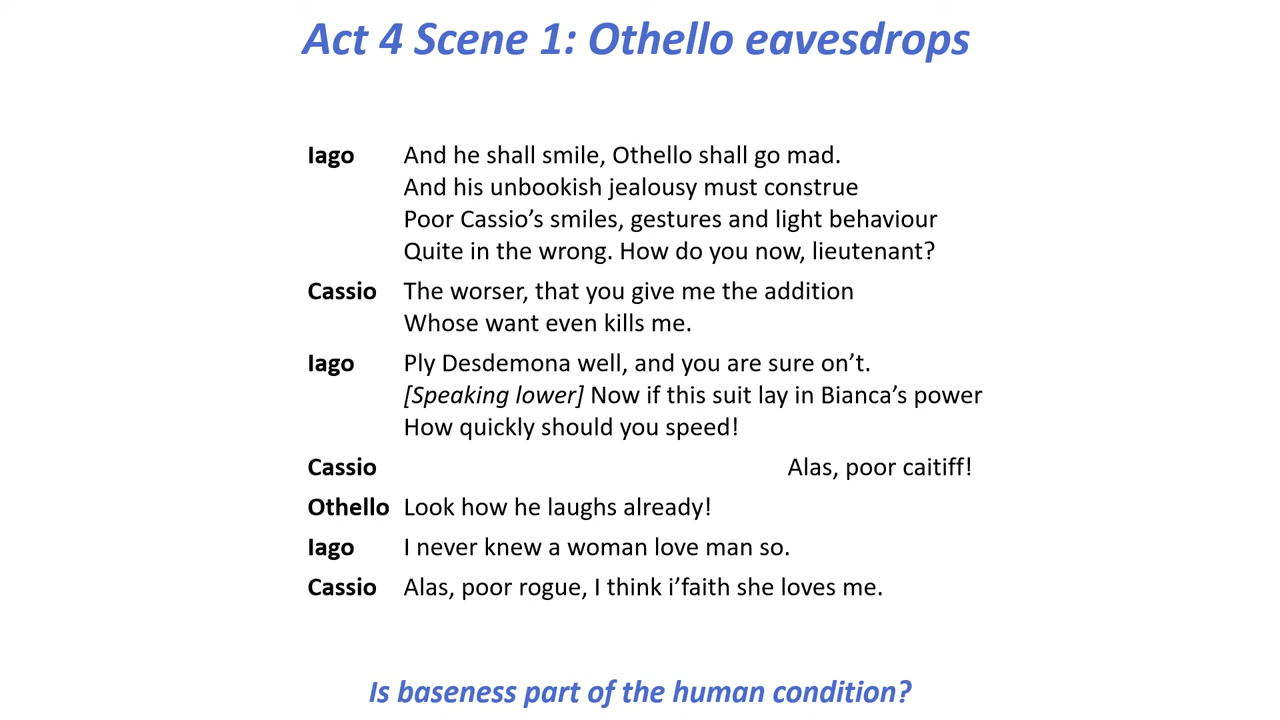 Act 4 Scene 1: Othello eavesdrops
Iago And he shall smile, Othello shall go mad.
And his unbookish jealousy must construe
Poor Cassio’s smiles, gestures and light behaviour
Quite in the wrong. How do you now, lieutenant?
Cassio The worser, that you give me the addition
Whose want even kills me.
Iago Ply Desdemona well, and you are sure on’t.
[Speaking lower] Now if this suit lay in Bianca’s power
How quickly should you speed!
Cassio Alas, poor caitiff!
Othello Look how he laughs already!
Iago I never knew a woman love man so.
Cassio Alas, poor rogue, I think i’faith she loves me.
Is baseness part of the human condition?